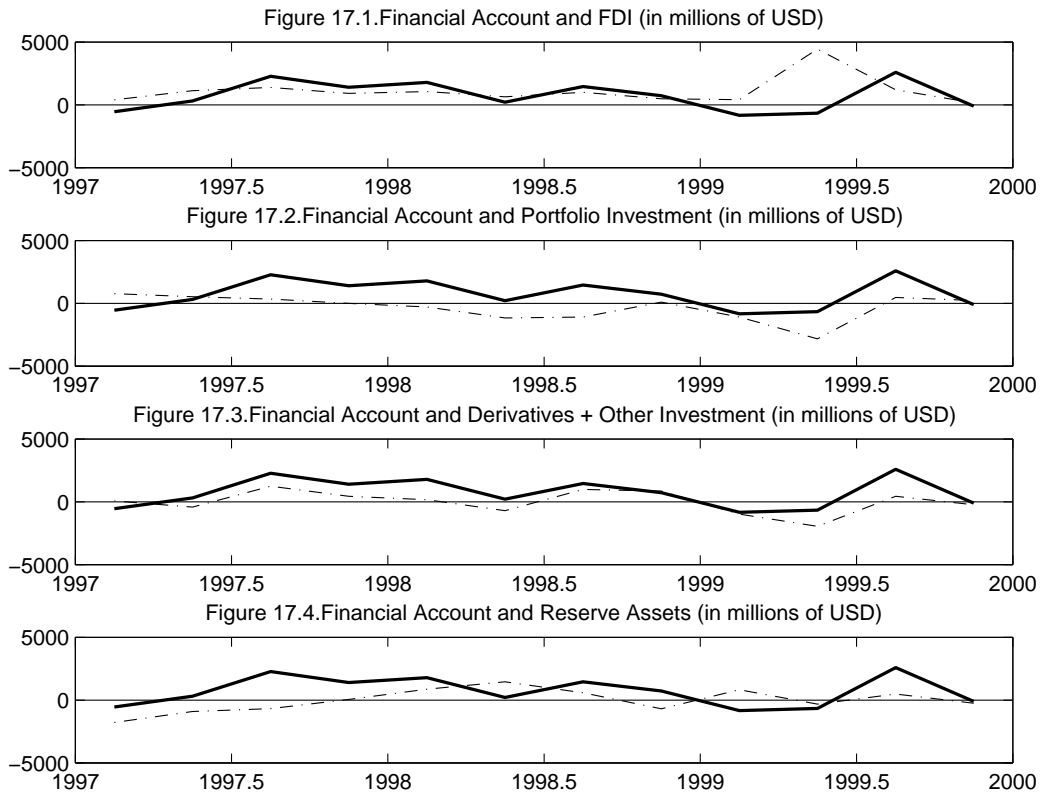 Figure 17.1.Financial Account and FDI (in millions of USD)
5000
0
−5000
1997 1997.5 1998 1998.5 1999 1999.5 2000
Figure 17.2.Financial Account and Portfolio Investment (in millions of USD)
5000
0
−5000
1997 1997.5 1998 1998.5 1999 1999.5 2000
Figure 17.3.Financial Account and Derivatives + Other Investment (in millions of USD)
5000
0
−5000
1997 1997.5 1998 1998.5 1999 1999.5 2000
Figure 17.4.Financial Account and Reserve Assets (in millions of USD)
5000
0
−5000
1997 1997.5 1998 1998.5 1999 1999.5 2000